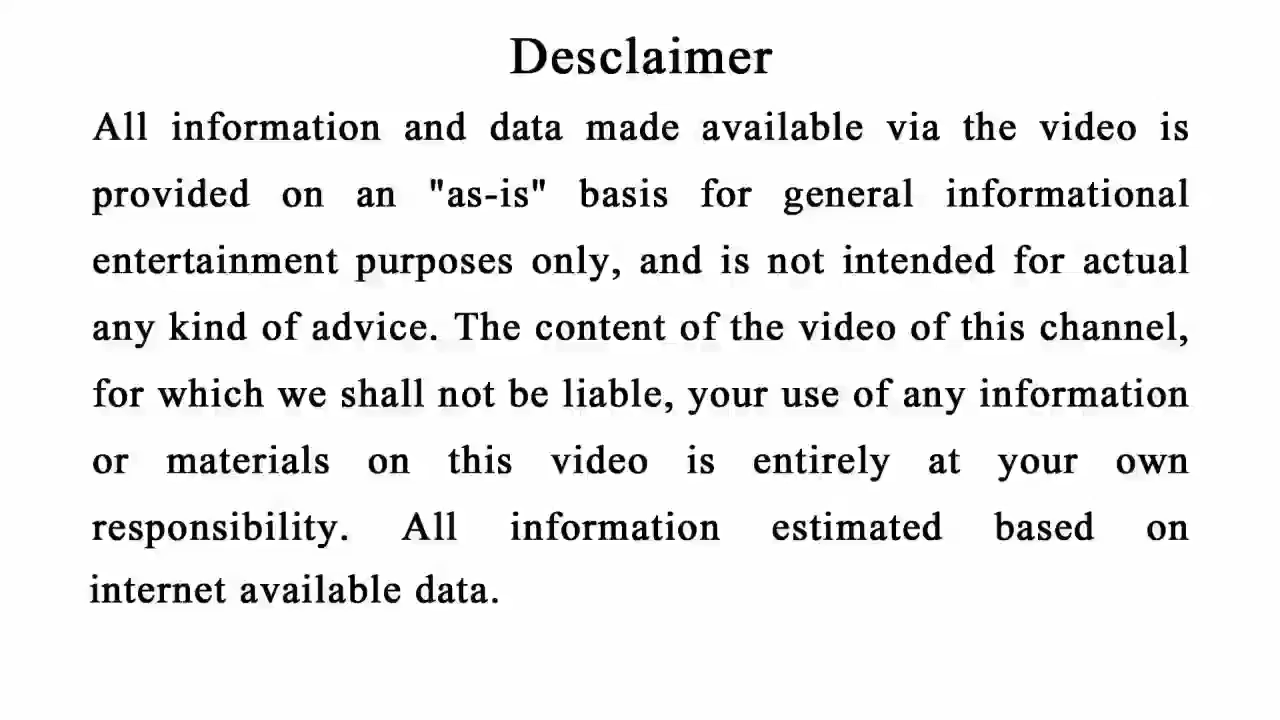 Desclaimer
All information and data made available via the video is
provided on an "as-is" basis for general informational
entertainment purposes only, and is not intended for actual
any kind of advice. The content of the video of this channel,
for which we shall not be liable, your use of any information
or materials on this video is entirely at your own
responsibility. All information estimated based on
internet available data.